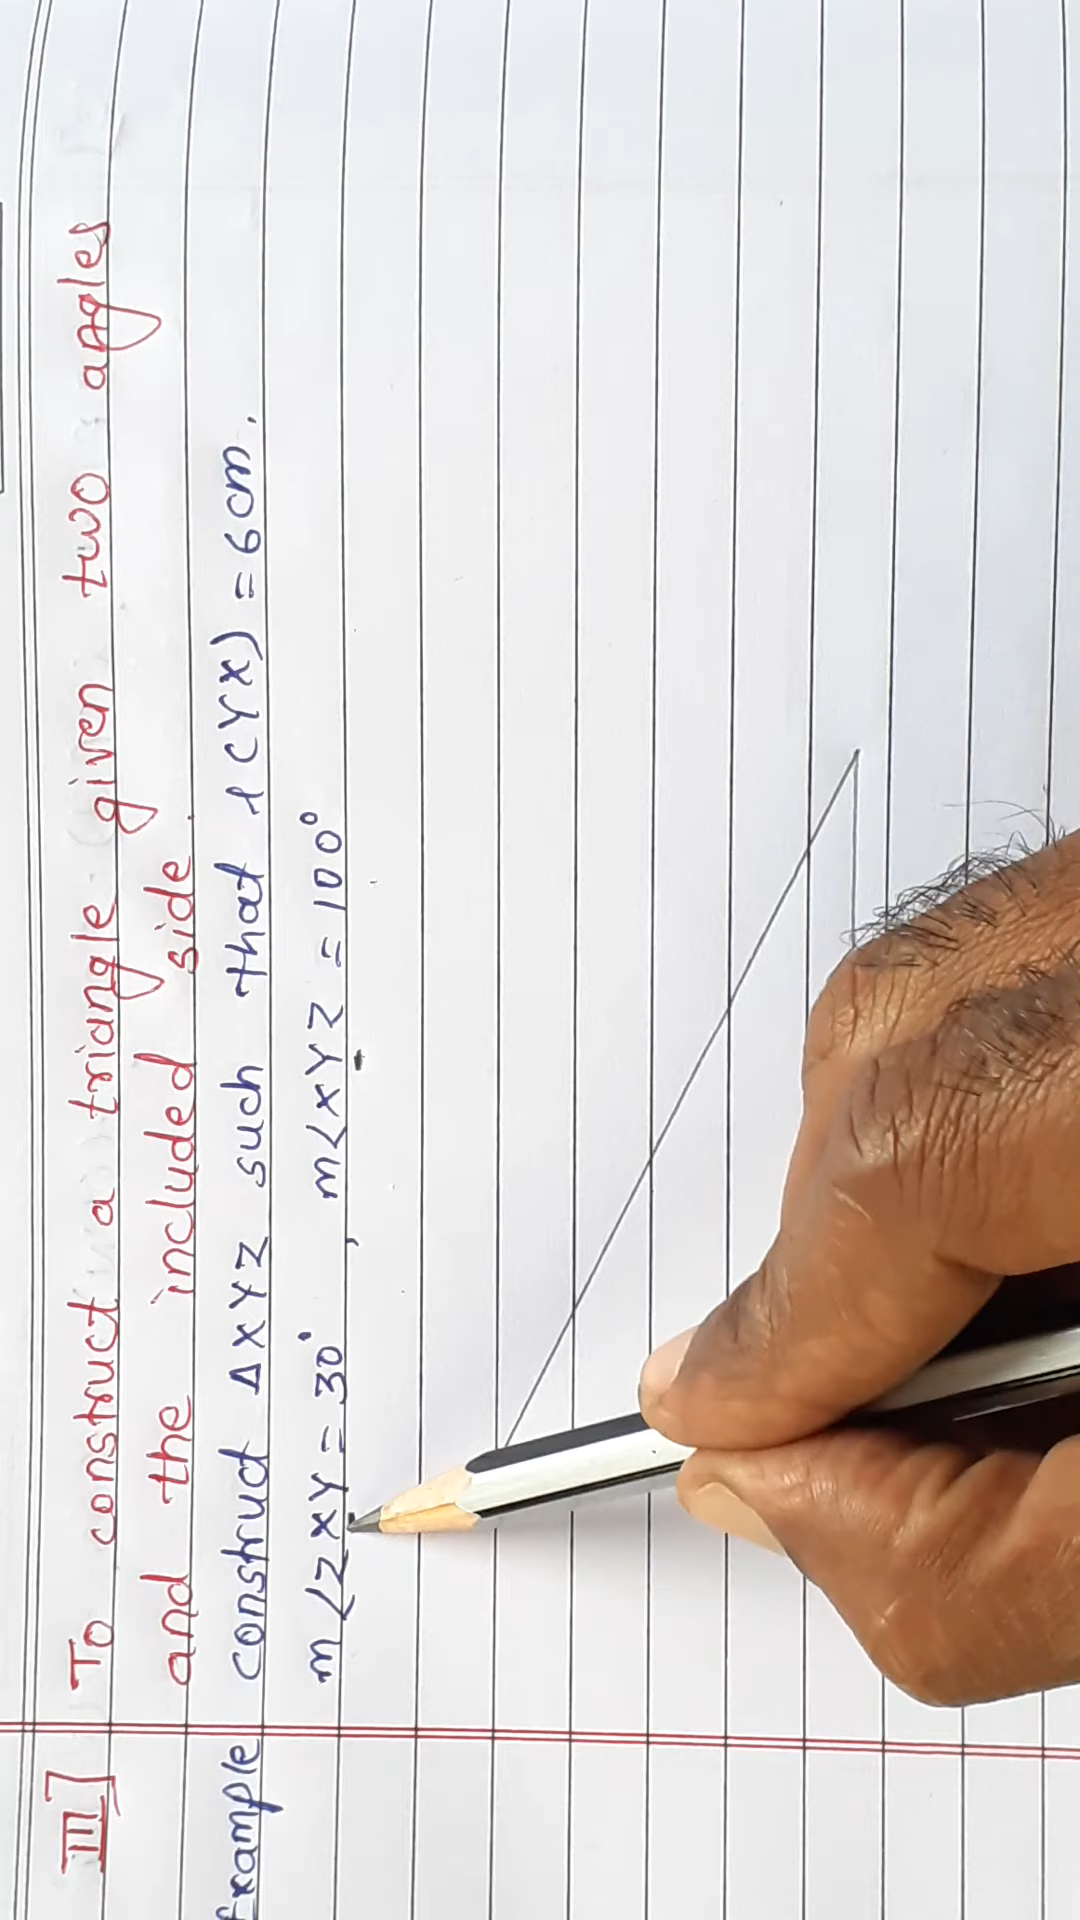 III] To construct a triangle given two angles
and the included side.
Example construct ΔXYZ such that l(YX) = 6cm.
m∠ZXY = 30°, m∠XYZ = 100°